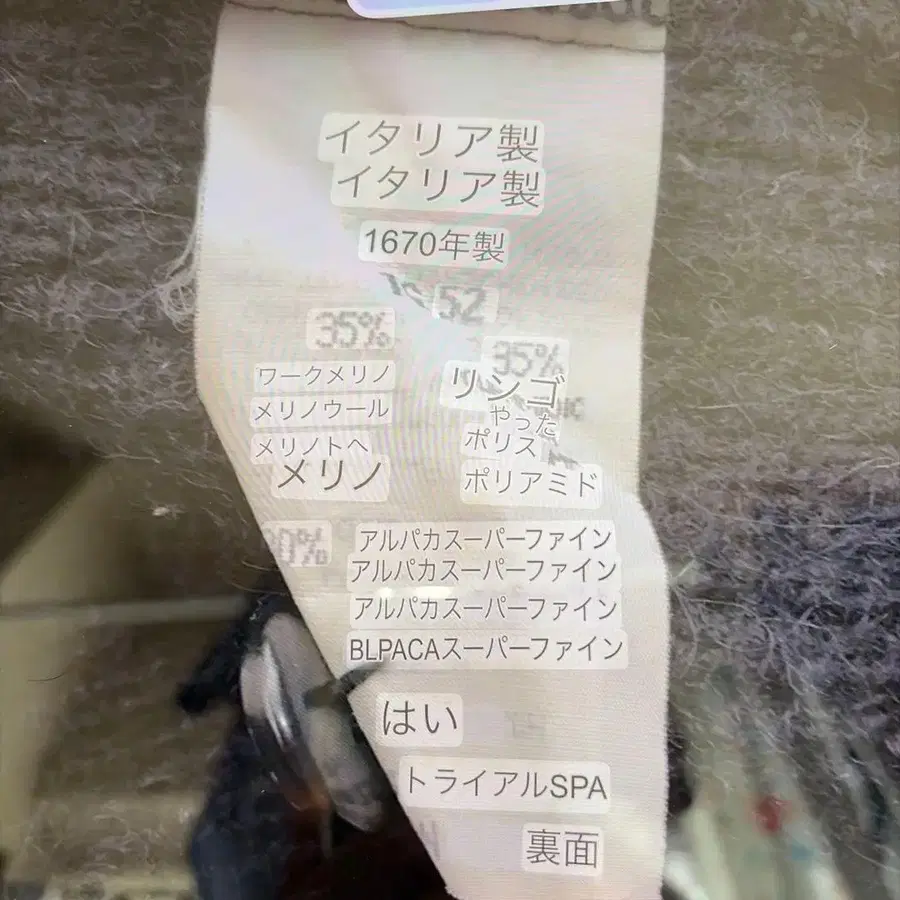 イタリア製
イタリア製
1670年製
52
35%
35%
ワークメリノ
リンゴ
メリノウール
やった
メリノトヘ
ポリス
メリノ
ポリアミド
アルパカスーパーファイン
アルパカスーパーファイン
アルパカスーパーファイン
BLPACAスーパーファイン
はい
トライアルSPA
裏面